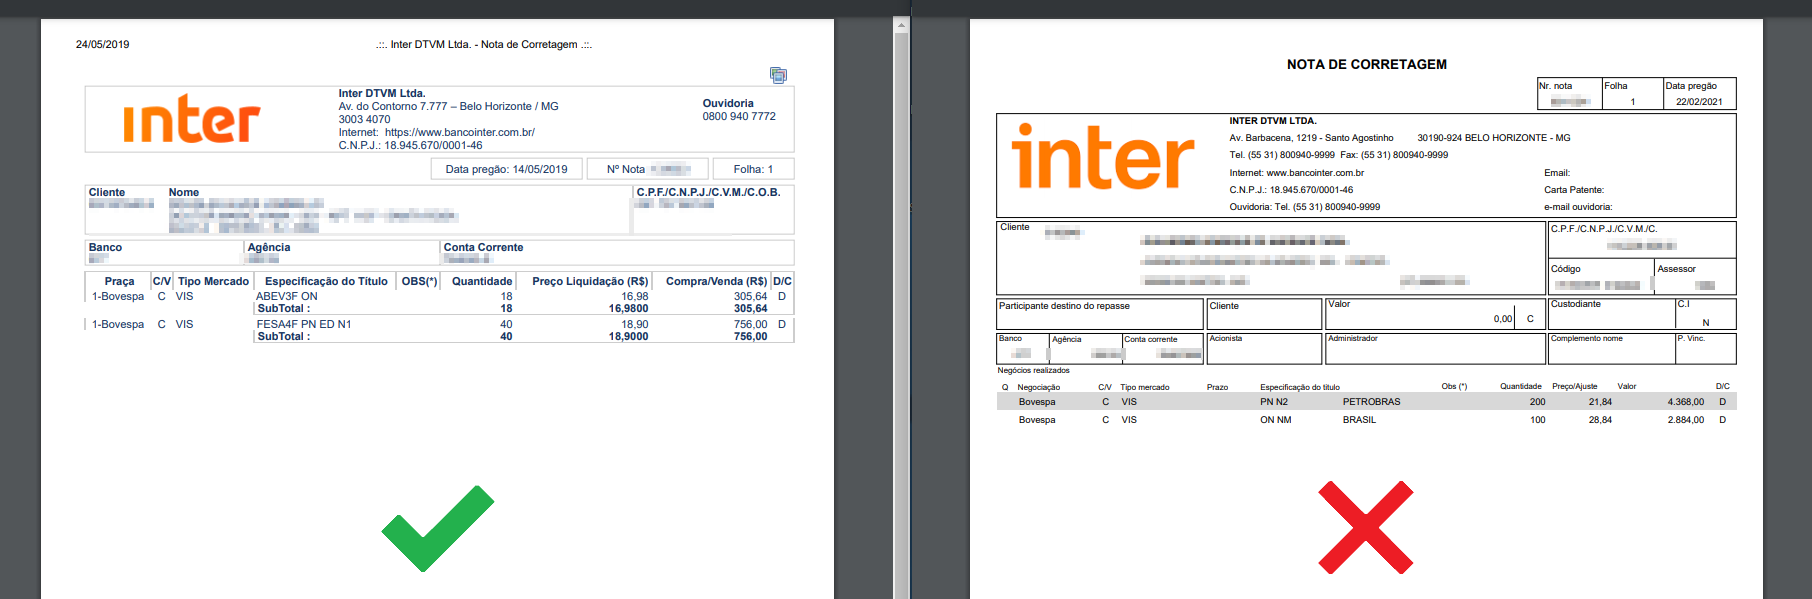 24/05/2019 .::. Inter DTVM Ltda. - Nota de Corretagem .::.
inter
Inter DTVM Ltda.
Av. do Contorno 7.777 – Belo Horizonte / MG
3003 4070
Internet: https://www.bancointer.com.br/
C.N.P.J.: 18.945.670/0001-46
Ouvidoria
0800 940 7772
Data pregão: 14/05/2019 Nº Nota Folha: 1
Cliente Nome C.P.F./C.N.P.J./C.V.M./C.O.B.
Banco Agência Conta Corrente
Praça C/V Tipo Mercado Especificação do Título OBS(*) Quantidade Preço Liquidação (R$) Compra/Venda (R$) D/C
1-Bovespa C VIS ABEV3F ON 18 16,98 305,64 D
SubTotal : 18 16,9800 305,64
1-Bovespa C VIS FESA4F PN ED N1 40 18,90 756,00 D
SubTotal : 40 18,9000 756,00
NOTA DE CORRETAGEM
Nr. nota Folha Data pregão
1 22/02/2021
inter
INTER DTVM LTDA.
Av. Barbacena, 1219 - Santo Agostinho 30190-924 BELO HORIZONTE - MG
Tel. (55 31) 800940-9999 Fax: (55 31) 800940-9999
Internet: www.bancointer.com.br Email:
C.N.P.J.: 18.945.670/0001-46 Carta Patente:
Ouvidoria: Tel. (55 31) 800940-9999 e-mail ouvidoria:
Cliente C.P.F./C.N.P.J./C.V.M./C.
Código Assessor
Participante destino do repasse Cliente Valor Custodiante C.I
0,00 C N
Banco Agência Conta corrente Acionista Administrador Complemento nome P. Vinc.
Negócios realizados
Q Negociação C/V Tipo mercado Prazo Especificação do título Obs (*) Quantidade Preço/Ajuste Valor D/C
Bovespa C VIS PN N2 PETROBRAS 200 21,84 4.368,00 D
Bovespa C VIS ON NM BRASIL 100 28,84 2.884,00 D